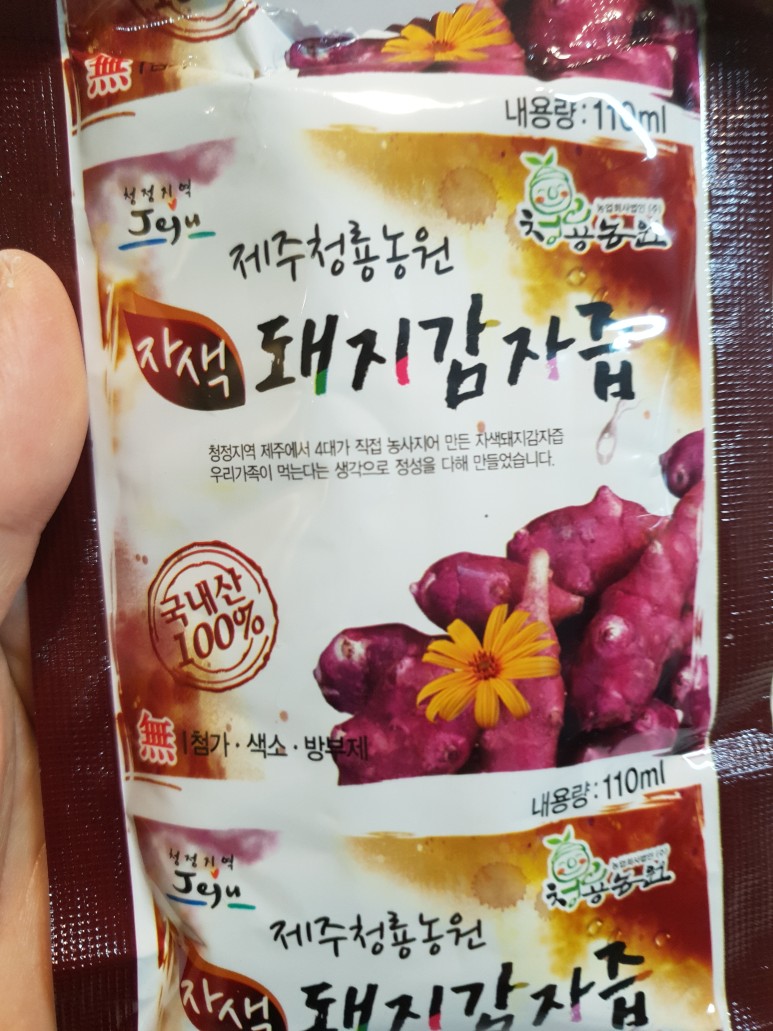 無
내용량 : 110ml
청정지역
Jeju
농업회사법인 (주)
청룡농원
제주청룡농원
자색
돼지감자즙
청정지역 제주에서 4대가 직접 농사지어 만든 자색돼지감자즙
우리가족이 먹는다는 생각으로 정성을 다해 만들었습니다.
국내산
100%
無 | 첨가 · 색소 · 방부제
내용량 : 110ml
청정지역
Jeju
농업회사법인 (주)
청룡농원
제주청룡농원
자색
돼지감자즙